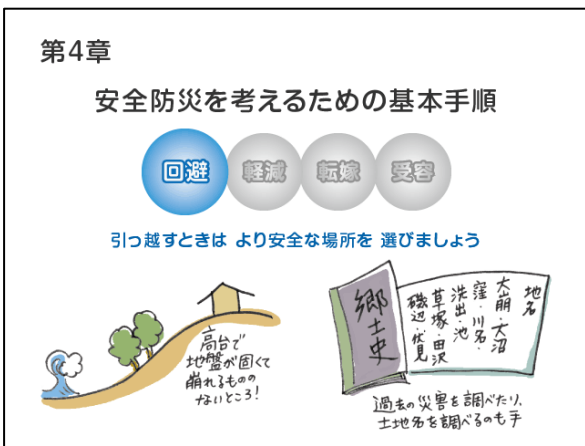 第4章
安全防災を考えるための基本手順
回避 軽減 転嫁 受容
引っ越すときは より安全な場所を 選びましょう
高台で
地盤が固くて
崩れるものの
ないところ!
郷土史
地名
大崩・大沼
窪・川名・
洗出・池
草塚・田沢
磯辺・伏見
過去の災害を調べたり、
土地名を調べるのも手